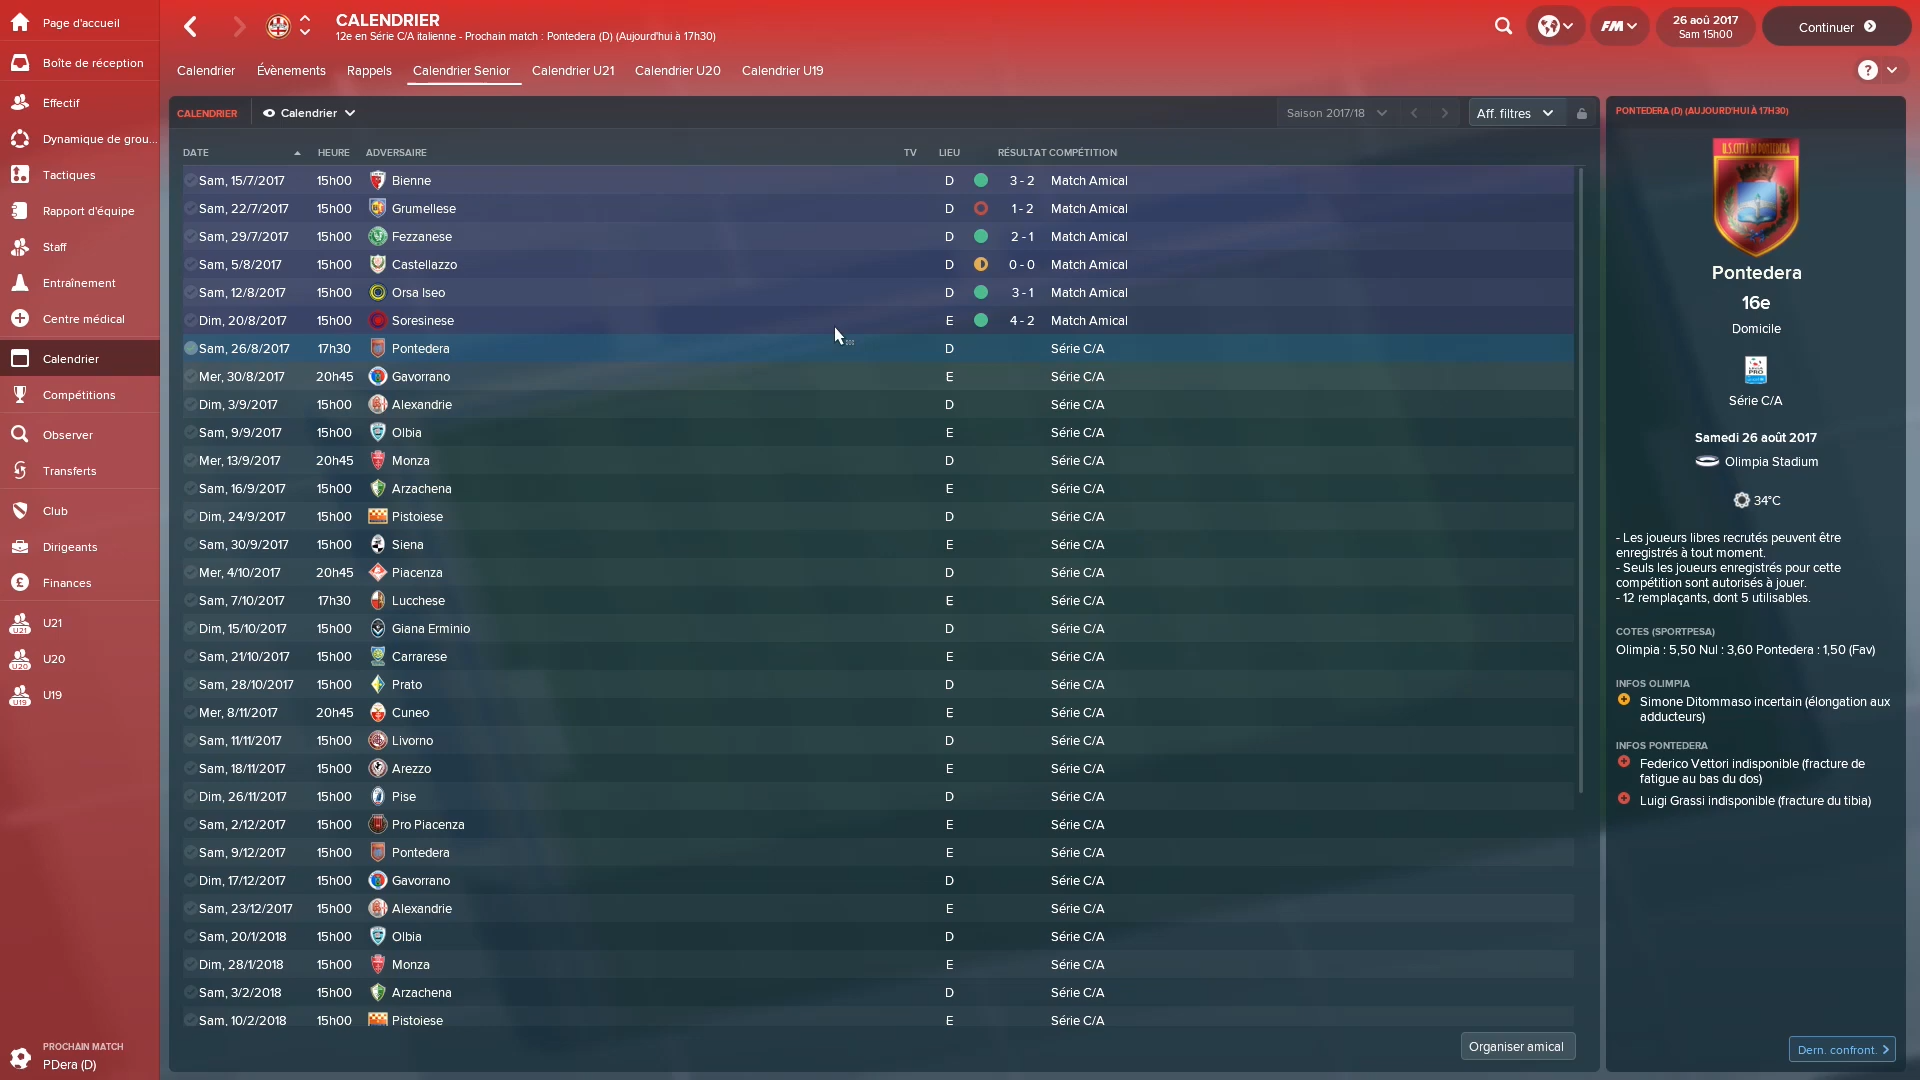 Page d'accueil
Boîte de réception
Effectif
Dynamique de grou...
Tactiques
Rapport d'équipe
Staff
Entraînement
Centre médical
Calendrier
Compétitions
Observer
Transferts
Club
Dirigeants
Finances
U21
U20
U19
PROCHAIN MATCH
PDera (D)
CALENDRIER
12e en Série C/A italienne - Prochain match : Pontedera (D) (Aujourd'hui à 17h30)
FM
26 aoû 2017
Sam 15h00
Continuer
Calendrier Évènements Rappels Calendrier Senior Calendrier U21 Calendrier U20 Calendrier U19
CALENDRIER Calendrier Saison 2017/18 Aff. filtres
DATE HEURE ADVERSAIRE TV LIEU RÉSULTAT COMPÉTITION
Sam, 15/7/2017 15h00 Bienne D 3 - 2 Match Amical
Sam, 22/7/2017 15h00 Grumellese D 1 - 2 Match Amical
Sam, 29/7/2017 15h00 Fezzanese D 2 - 1 Match Amical
Sam, 5/8/2017 15h00 Castellazzo D 0 - 0 Match Amical
Sam, 12/8/2017 15h00 Orsa Iseo D 3 - 1 Match Amical
Dim, 20/8/2017 15h00 Soresinese E 4 - 2 Match Amical
Sam, 26/8/2017 17h30 Pontedera D Série C/A
Mer, 30/8/2017 20h45 Gavorrano E Série C/A
Dim, 3/9/2017 15h00 Alexandrie D Série C/A
Sam, 9/9/2017 15h00 Olbia E Série C/A
Mer, 13/9/2017 20h45 Monza D Série C/A
Sam, 16/9/2017 15h00 Arzachena E Série C/A
Dim, 24/9/2017 15h00 Pistoiese D Série C/A
Sam, 30/9/2017 15h00 Siena E Série C/A
Mer, 4/10/2017 20h45 Piacenza D Série C/A
Sam, 7/10/2017 17h30 Lucchese E Série C/A
Dim, 15/10/2017 15h00 Giana Erminio D Série C/A
Sam, 21/10/2017 15h00 Carrarese E Série C/A
Sam, 28/10/2017 15h00 Prato D Série C/A
Mer, 8/11/2017 20h45 Cuneo E Série C/A
Sam, 11/11/2017 15h00 Livorno D Série C/A
Sam, 18/11/2017 15h00 Arezzo E Série C/A
Dim, 26/11/2017 15h00 Pise D Série C/A
Sam, 2/12/2017 15h00 Pro Piacenza E Série C/A
Sam, 9/12/2017 15h00 Pontedera E Série C/A
Dim, 17/12/2017 15h00 Gavorrano D Série C/A
Sam, 23/12/2017 15h00 Alexandrie E Série C/A
Sam, 20/1/2018 15h00 Olbia D Série C/A
Dim, 28/1/2018 15h00 Monza E Série C/A
Sam, 3/2/2018 15h00 Arzachena D Série C/A
Sam, 10/2/2018 15h00 Pistoiese E Série C/A
Organiser amical
PONTEDERA (D) (AUJOURD'HUI À 17H30)
U.S. CITTÀ DI PONTEDERA
Pontedera
16e
Domicile
PRO
Série C/A
Samedi 26 août 2017
Olimpia Stadium
34°C
- Les joueurs libres recrutés peuvent être
enregistrés à tout moment.
- Seuls les joueurs enregistrés pour cette
compétition sont autorisés à jouer.
- 12 remplaçants, dont 5 utilisables.
COTES (SPORTPESA)
Olimpia : 5,50 Nul : 3,60 Pontedera : 1,50 (Fav)
INFOS OLIMPIA
Simone Ditommaso incertain (élongation aux
adducteurs)
INFOS PONTEDERA
Federico Vettori indisponible (fracture de
fatigue au bas du dos)
Luigi Grassi indisponible (fracture du tibia)
Dern. confront.